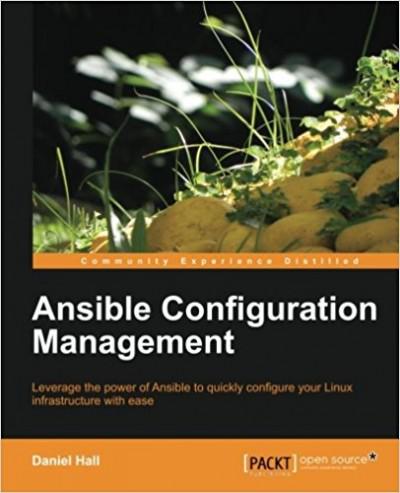 Community Experience Distilled
Ansible Configuration
Management
Leverage the power of Ansible to quickly configure your Linux
infrastructure with ease
Daniel Hall
[PACKT] open source*
PUBLISHING